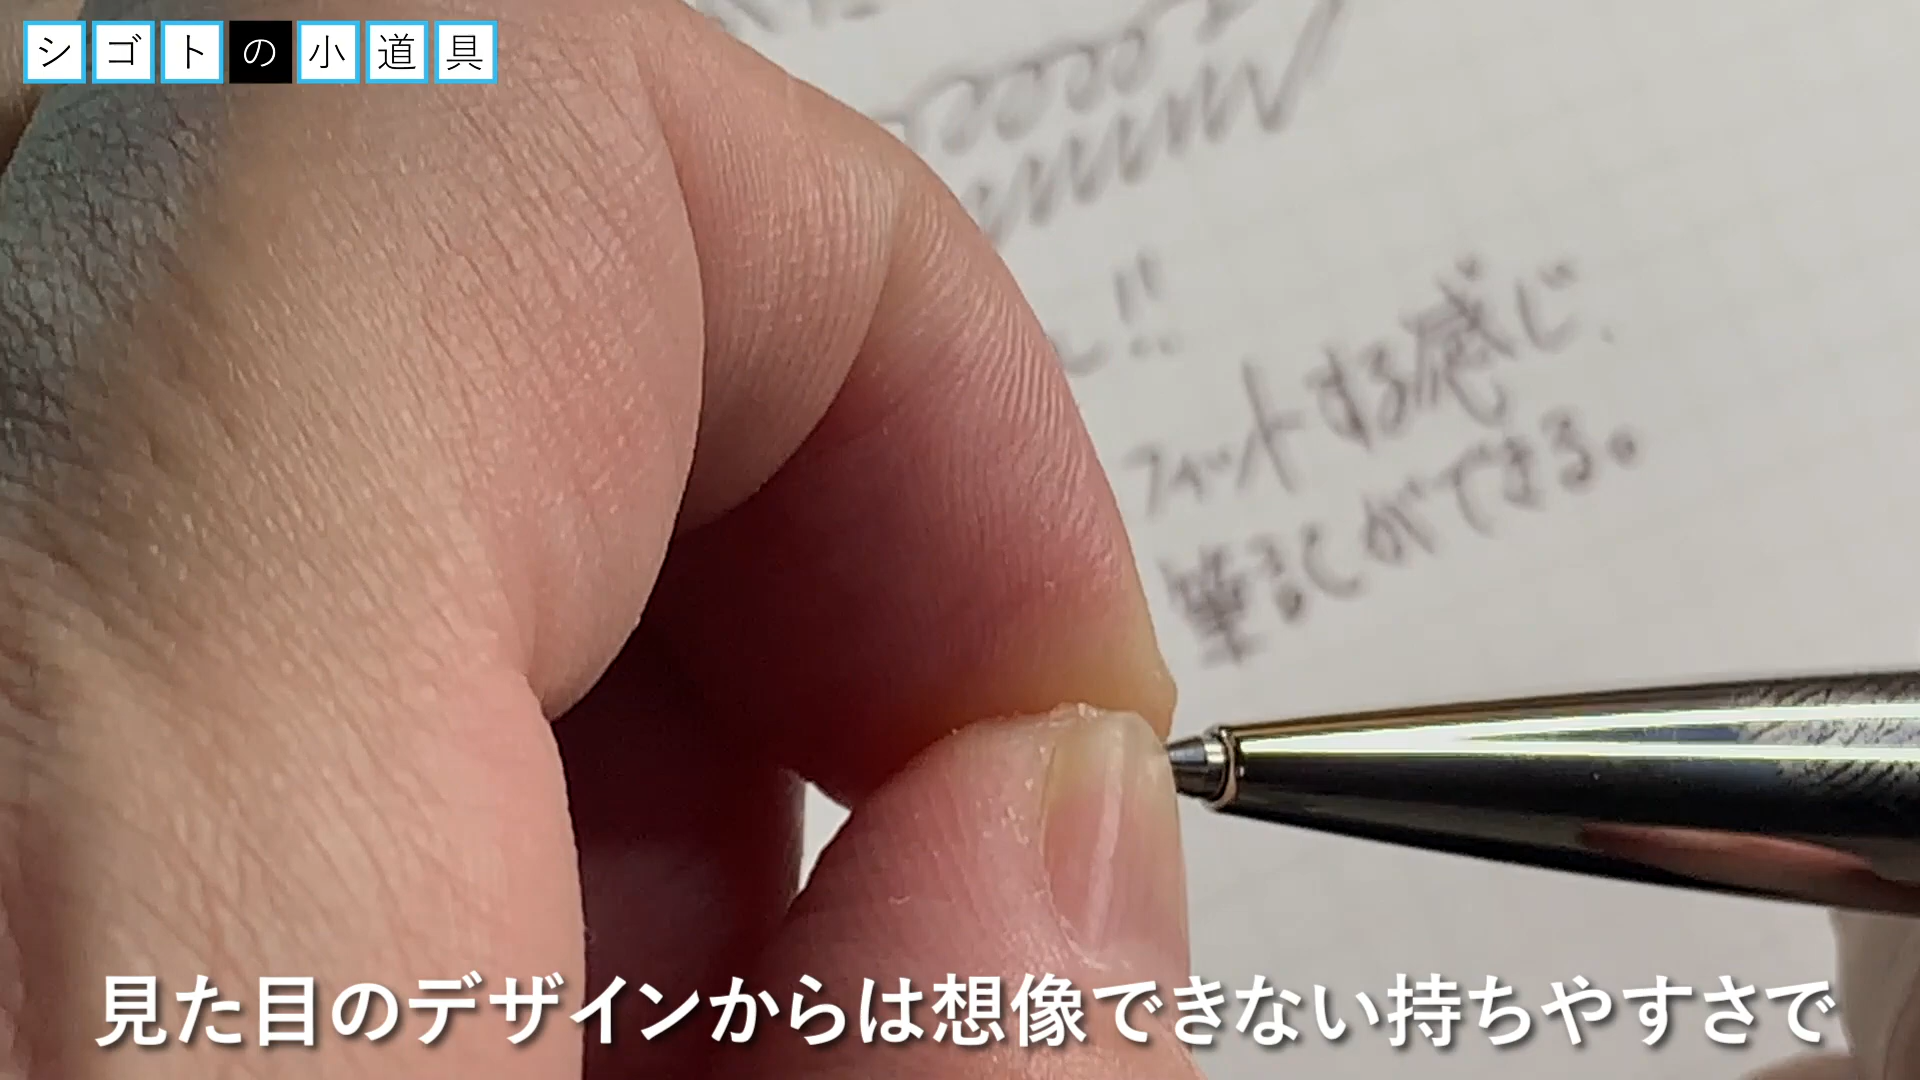 シゴトの小道具
!!
フィットする感じ、
筆記ができる。
見た目のデザインからは想像できない持ちやすさで